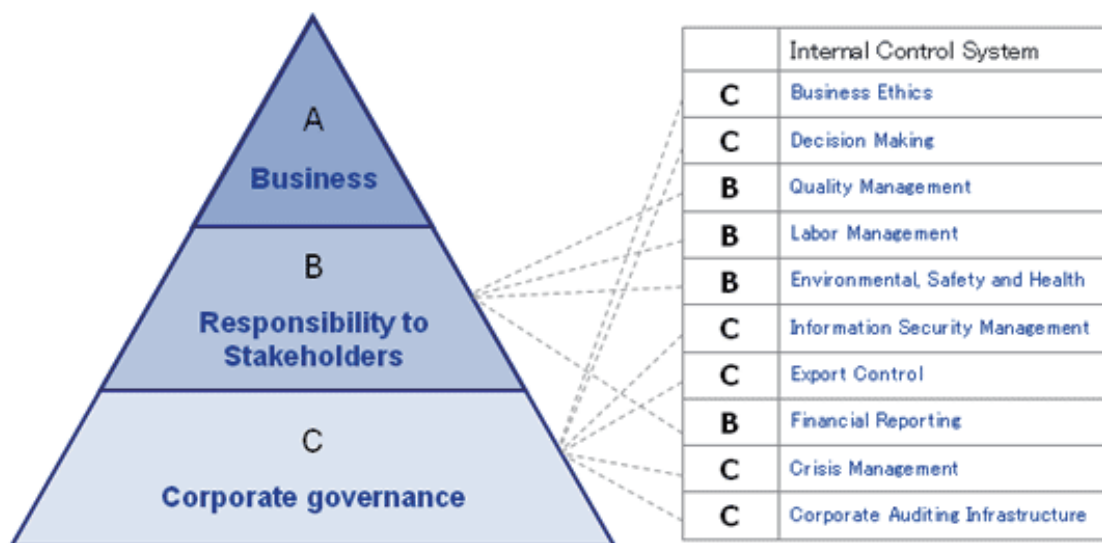 A
Business
B
Responsibility to
Stakeholders
C
Corporate governance
Internal Control System
C Business Ethics
C Decision Making
B Quality Management
B Labor Management
B Environmental, Safety and Health
C Information Security Management
C Export Control
B Financial Reporting
C Crisis Management
C Corporate Auditing Infrastructure